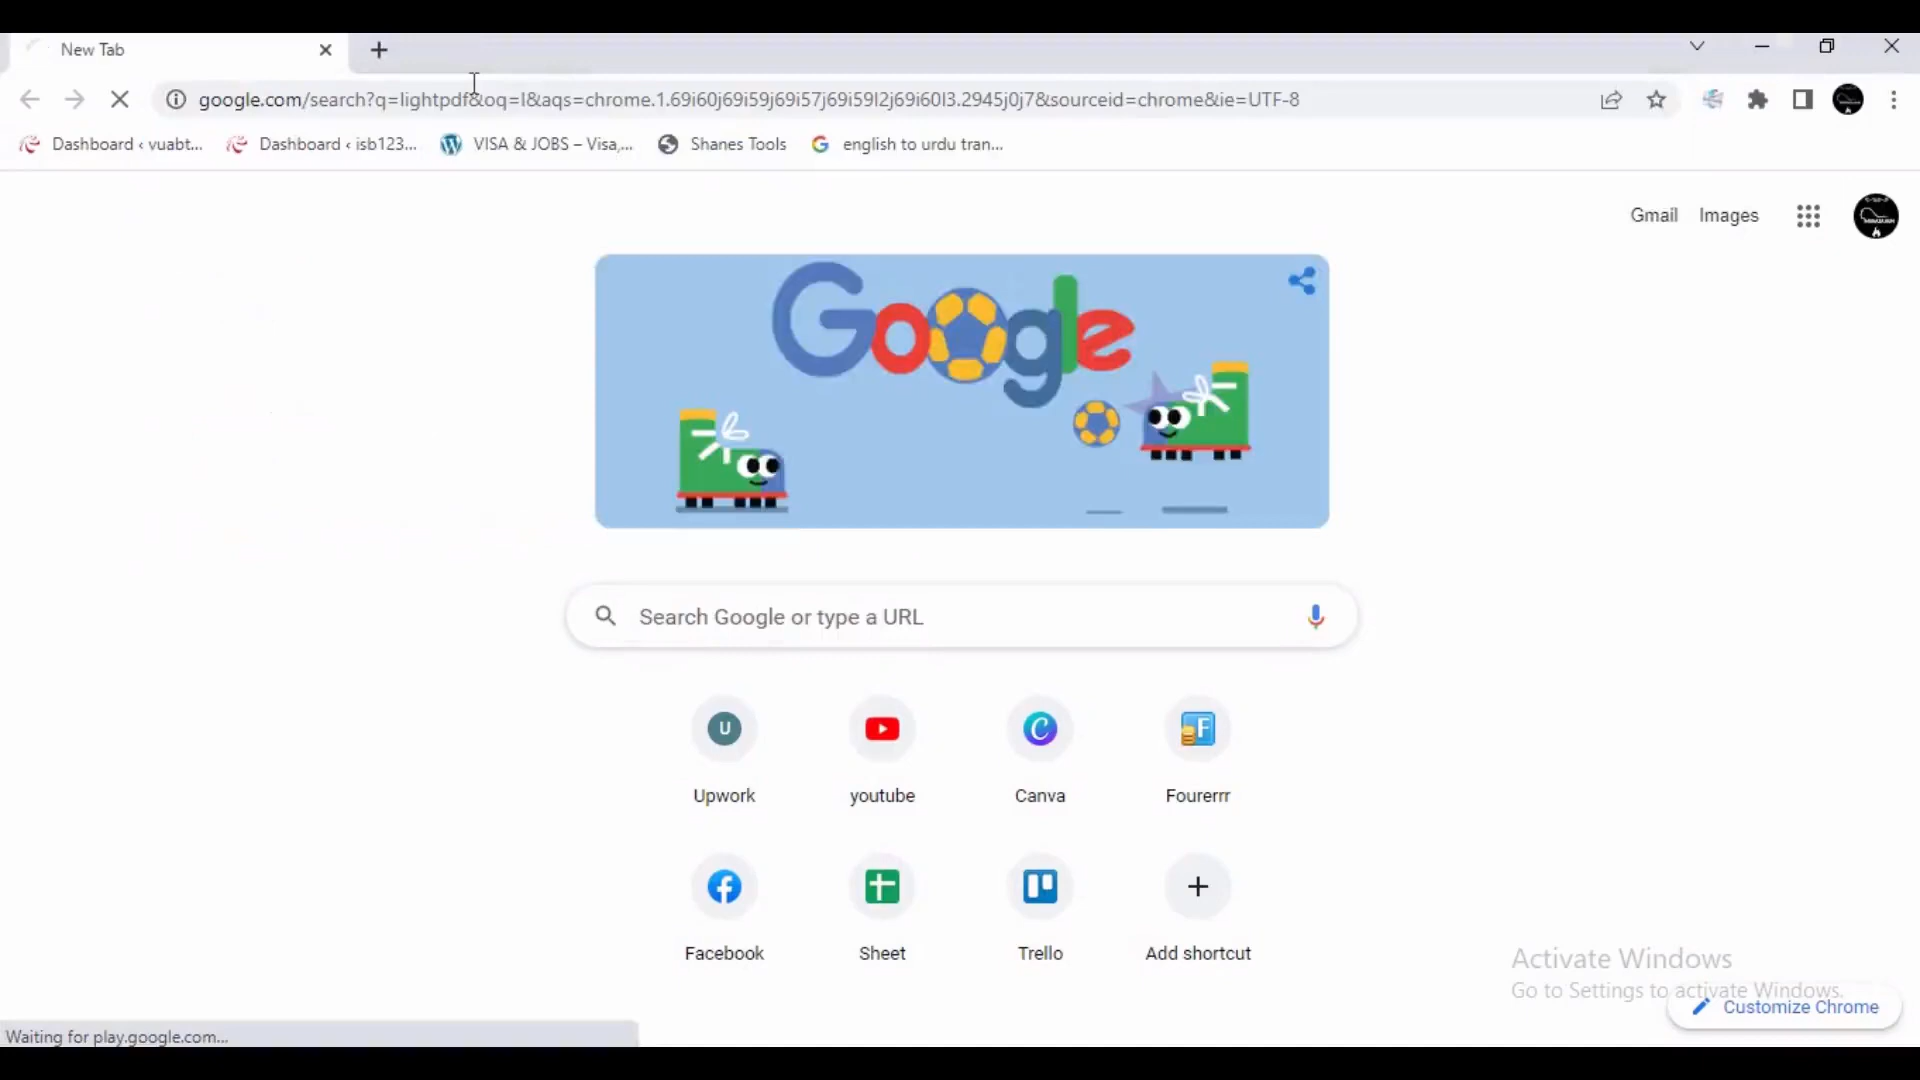 New Tab
google.com/search?q=lightpdf&oq=l&aqs=chrome.1.69i60j69i59j69i57j69i59l2j69i60l3.2945j0j7&sourceid=chrome&ie=UTF-8
Dashboard ‹ vuabt... Dashboard ‹ isb123... VISA & JOBS – Visa,... Shanes Tools english to urdu tran...
Gmail Images
Google
Search Google or type a URL
U
Upwork youtube Canva Fourerrr
Facebook Sheet Trello Add shortcut
Activate Windows
Go to Settings to activate Windows.
Customize Chrome
Waiting for play.google.com...